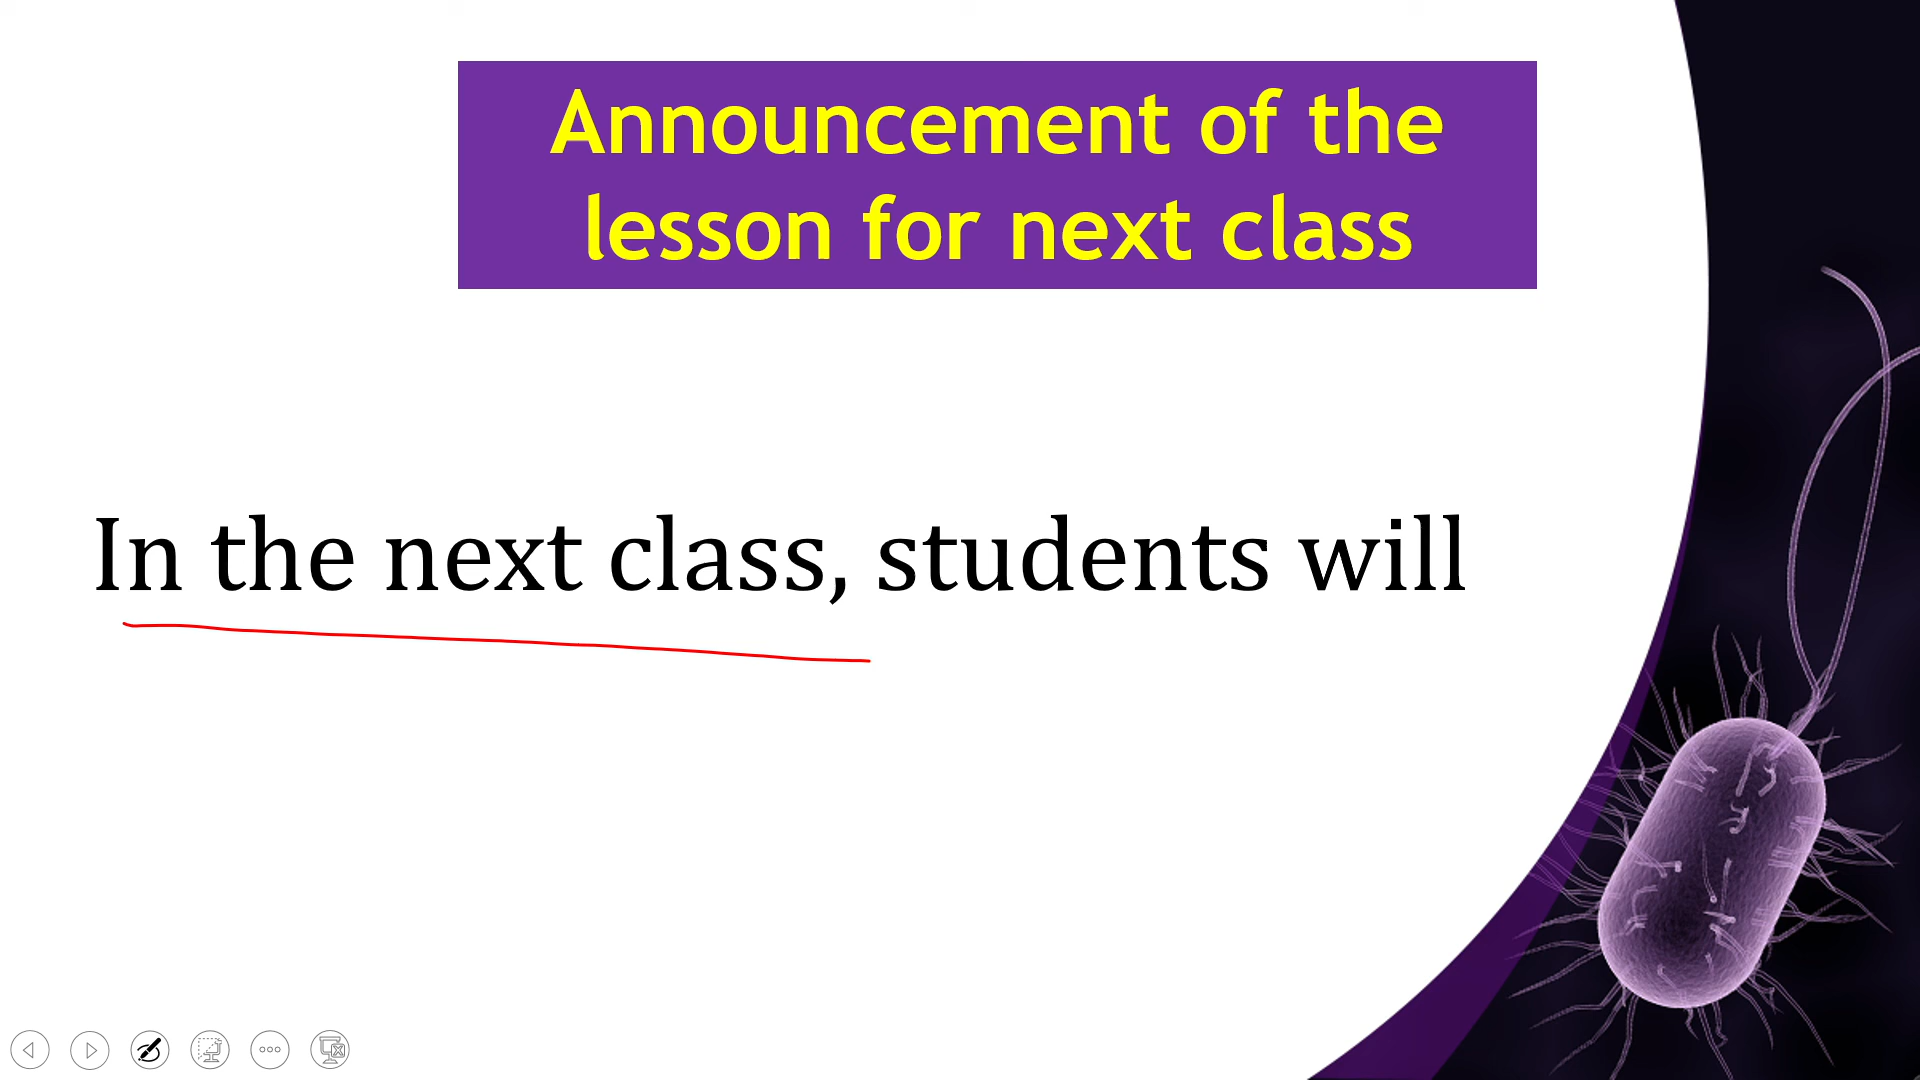 Announcement of the
lesson for next class
In the next class, students will